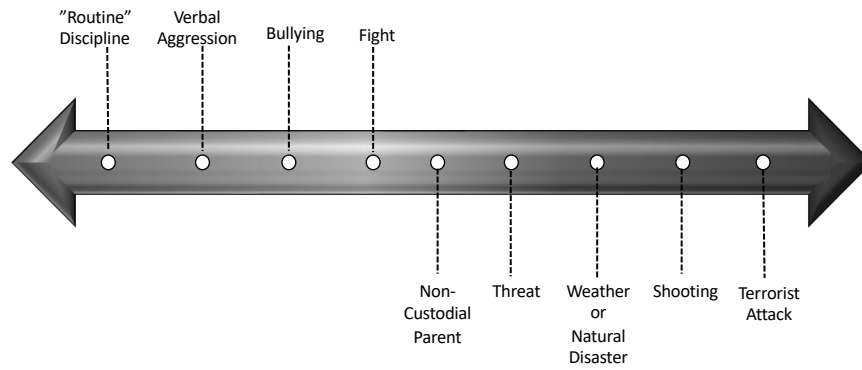 ”Routine”
Discipline
Verbal
Aggression
Bullying
Fight
Non-
Custodial
Parent
Threat
Weather
or
Natural
Disaster
Shooting
Terrorist
Attack